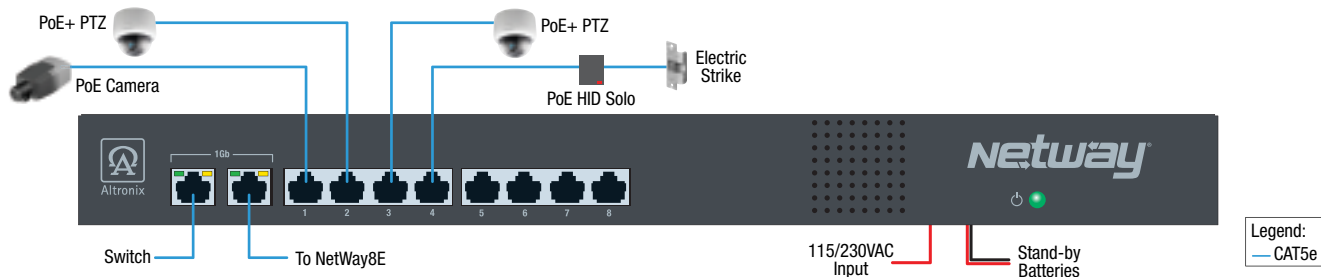 PoE+ PTZ
PoE+ PTZ
PoE Camera
PoE HID Solo
Electric
Strike
Altronix
1Gb
1 2 3 4 5 6 7 8
Netway
Switch
To NetWay8E
115/230VAC
Input
Stand-by
Batteries
Legend:
CAT5e